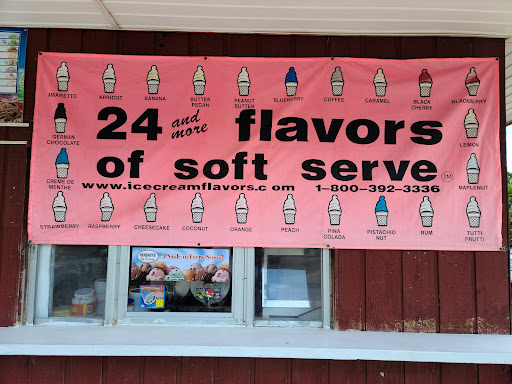 AMARETTO
APRICOT
BANANA
BUTTER PECAN
PEANUT BUTTER
BLUEBERRY
COFFEE
CARAMEL
BLACK CHERRY
BLACKBERRY
GERMAN CHOCOLATE
24 and more flavors
LEMON
of soft serve
CREME DE MENTHE
MAPLENUT
www.icecreamflavors.com 1-800-392-3336
STRAWBERRY
RASPBERRY
CHEESECAKE
COCONUT
ORANGE
PEACH
PINA COLADA
PISTACHIO NUT
RUM
TUTTI FRUTTI
HERSHEY'S